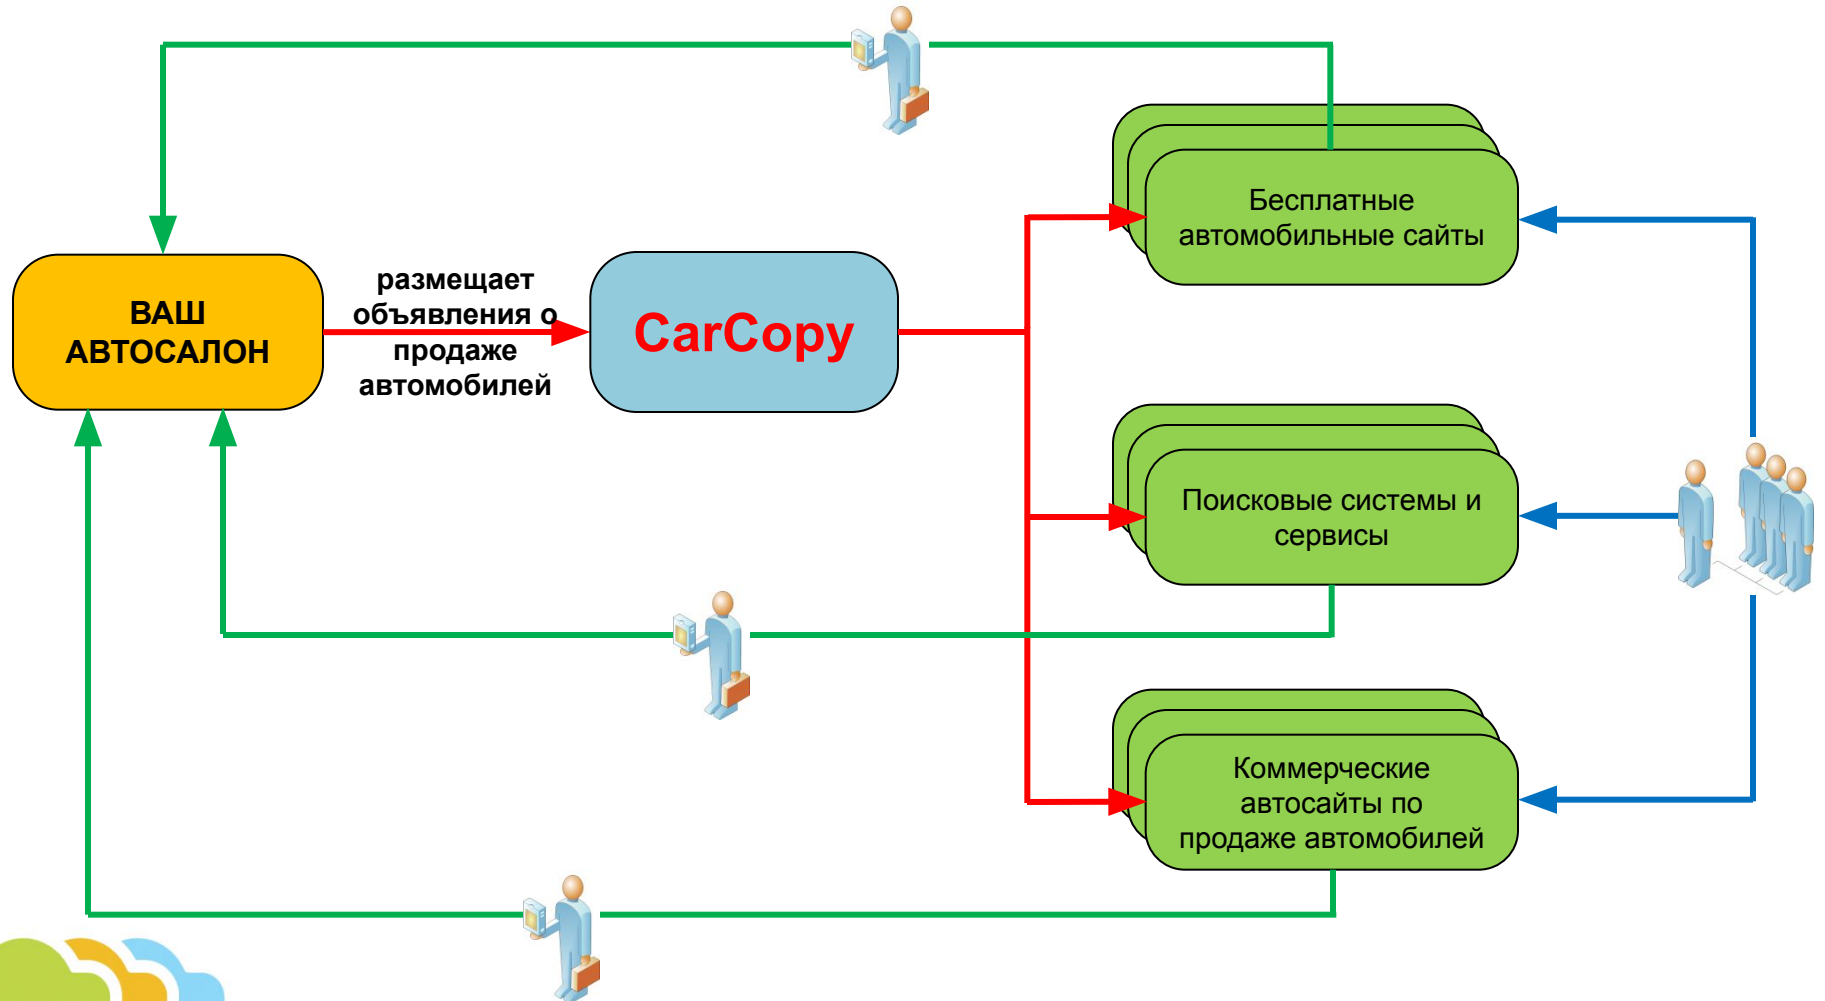 ВАШ
АВТОСАЛОН
размещает
объявления о
продаже
автомобилей
CarCopy
Бесплатные
автомобильные сайты
Поисковые системы и
сервисы
Коммерческие
автосайты по
продаже автомобилей